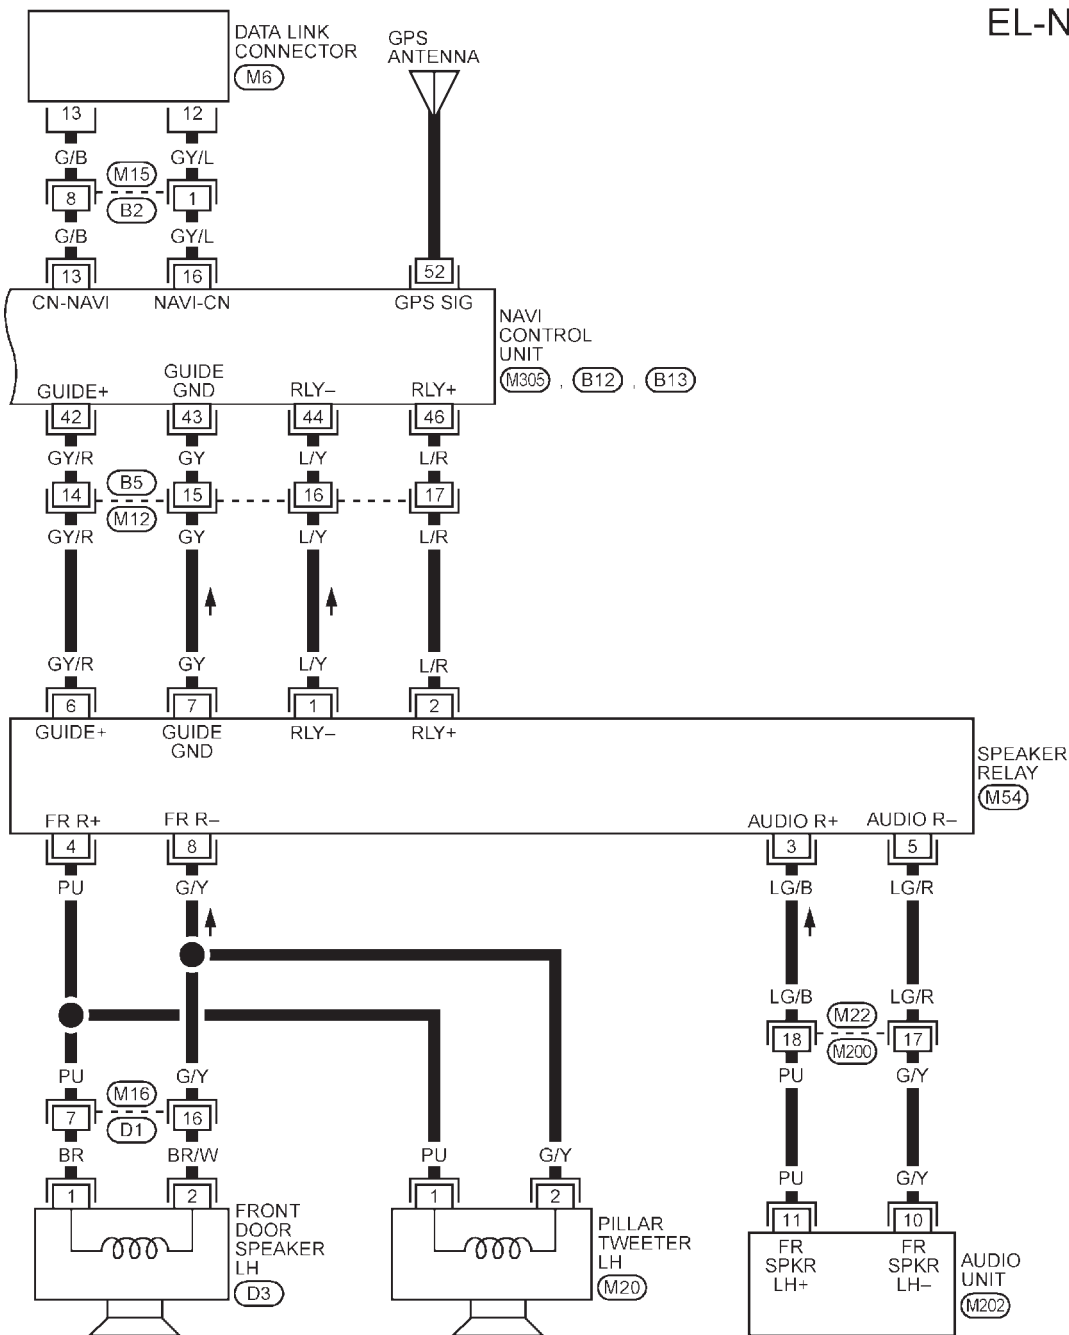 EL-N
DATA LINK
CONNECTOR
M6
GPS
ANTENNA
13 12
G/B GY/L
M15
8 1
B2
G/B GY/L
13 16 52
CN-NAVI NAVI-CN GPS SIG
NAVI
CONTROL
UNIT
M305 , B12 , B13
GUIDE+ GUIDE
GND RLY– RLY+
42 43 44 46
GY/R GY L/Y L/R
B5
14 15 16 17
M12
GY/R GY L/Y L/R
GY/R GY L/Y L/R
6 7 1 2
GUIDE+ GUIDE
GND RLY– RLY+
SPEAKER
RELAY
M54
FR R+ FR R– AUDIO R+ AUDIO R–
4 8 3 5
PU G/Y LG/B LG/R
LG/B LG/R
M22
18 17
M200
PU G/Y PU G/Y
M16
7 16
D1
BR BR/W PU G/Y PU G/Y
1 2 1 2 11 10
FRONT
DOOR
SPEAKER
LH
D3
PILLAR
TWEETER
LH
M20
FR
SPKR
LH+
FR
SPKR
LH–
AUDIO
UNIT
M202